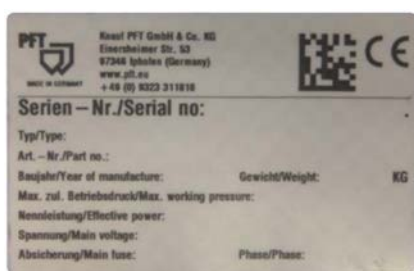 PFT
MADE IN GERMANY
Knauf PFT GmbH & Co. KG
Einersheimer Str. 53
97346 Iphofen (Germany)
www.pft.eu
+49 (0) 9323 311818
CE
Serien – Nr./Serial no:
Typ/Type:
Art. – Nr./Part no.:
Baujahr/Year of manufacture: Gewicht/Weight: KG
Max. zul. Betriebsdruck/Max. working pressure:
Nennleistung/Effective power:
Spannung/Main voltage:
Absicherung/Main fuse: Phase/Phase: